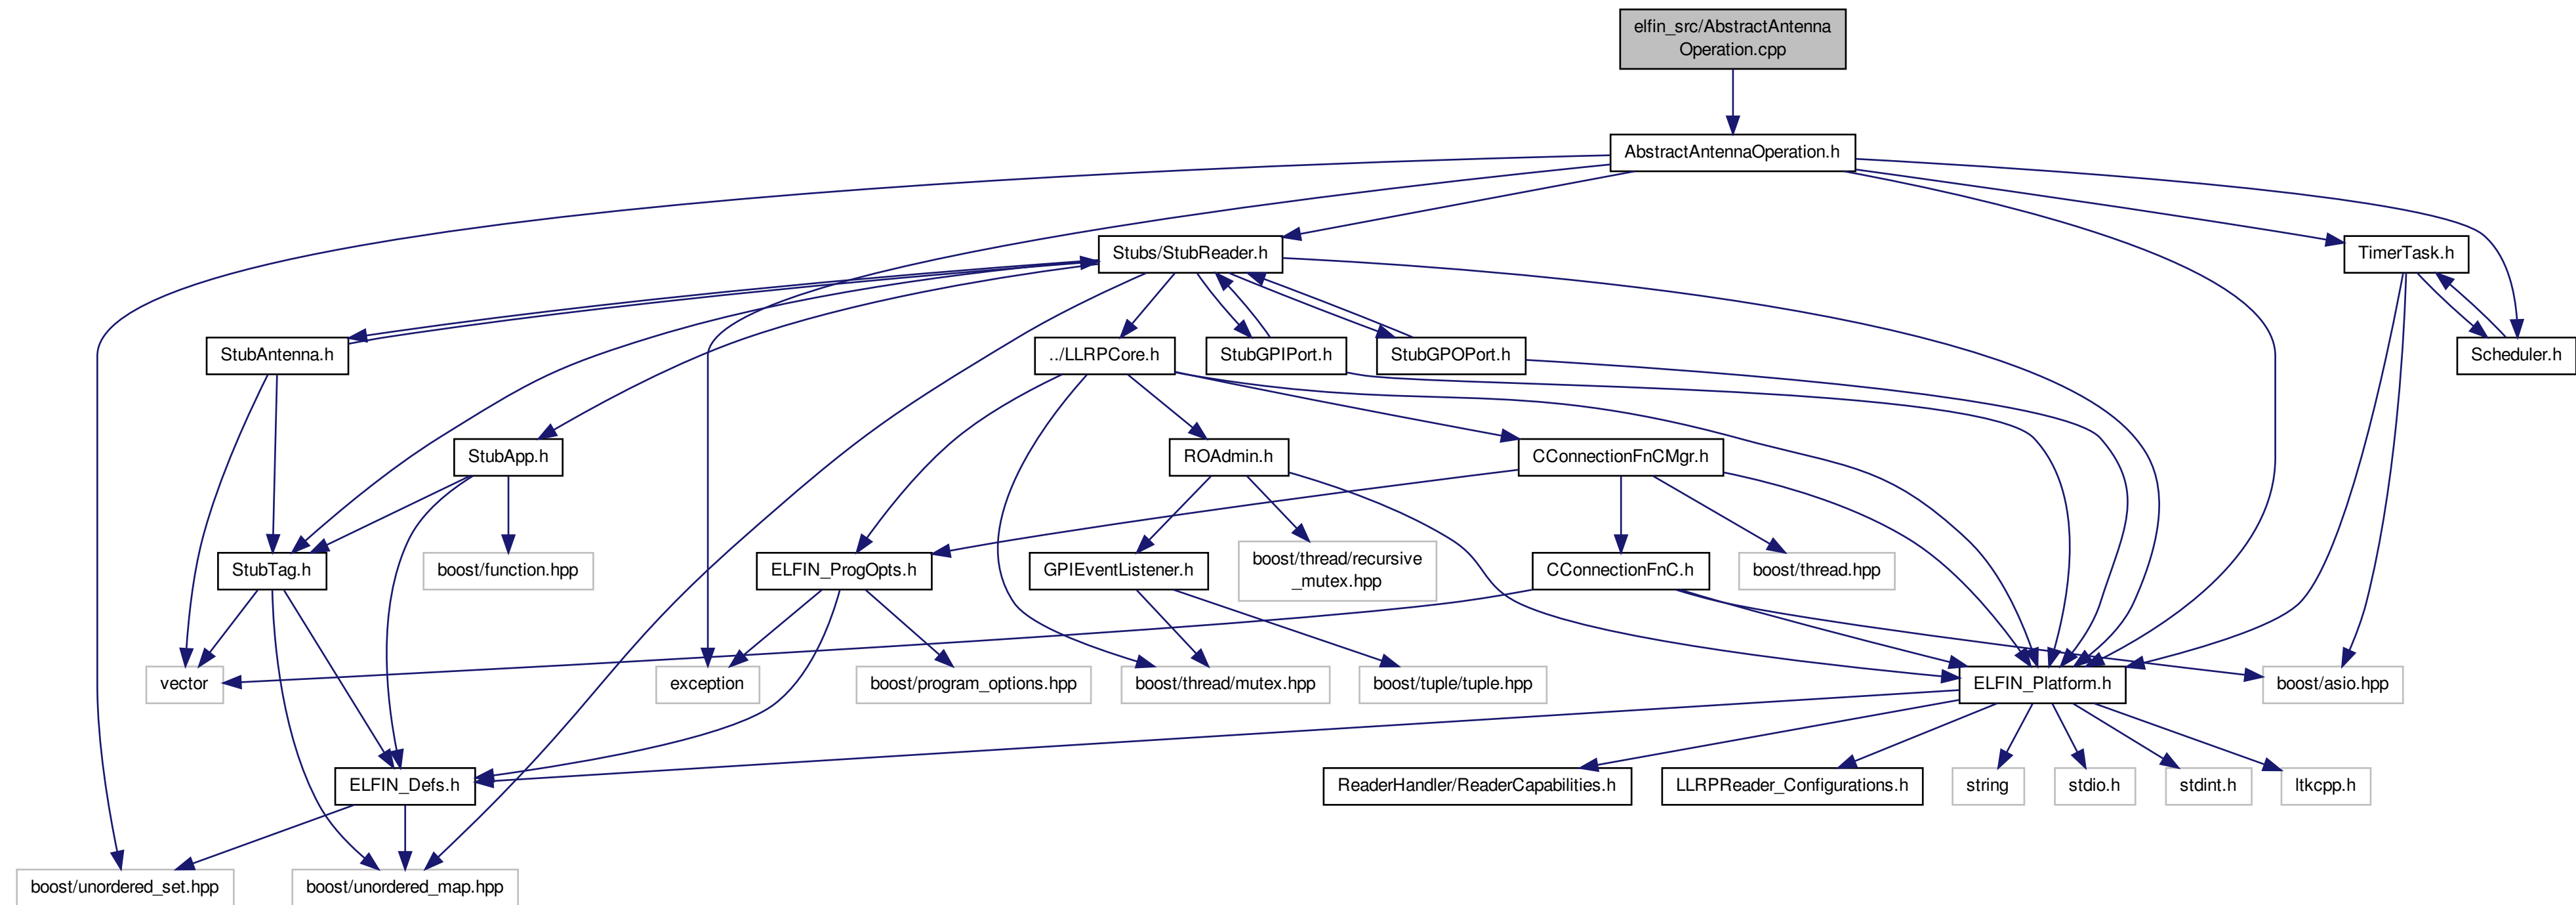 elfin_src/AbstractAntenna
Operation.cpp
AbstractAntennaOperation.h
Stubs/StubReader.h
TimerTask.h
StubAntenna.h
../LLRPCore.h
StubGPIPort.h
StubGPOPort.h
Scheduler.h
StubApp.h
ROAdmin.h
CConnectionFnCMgr.h
StubTag.h
boost/function.hpp
ELFIN_ProgOpts.h
GPIEventListener.h
boost/thread/recursive
_mutex.hpp
CConnectionFnC.h
boost/thread.hpp
vector
exception
boost/program_options.hpp
boost/thread/mutex.hpp
boost/tuple/tuple.hpp
ELFIN_Platform.h
boost/asio.hpp
ELFIN_Defs.h
ReaderHandler/ReaderCapabilities.h
LLRPReader_Configurations.h
string
stdio.h
stdint.h
ltkcpp.h
boost/unordered_set.hpp
boost/unordered_map.hpp